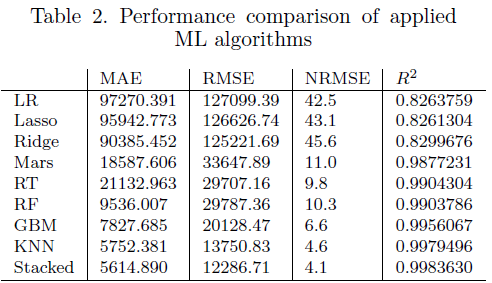 Table 2. Performance comparison of applied
ML algorithms
MAE RMSE NRMSE R²
LR 97270.391 127099.39 42.5 0.8263759
Lasso 95942.773 126626.74 43.1 0.8261304
Ridge 90385.452 125221.69 45.6 0.8299676
Mars 18587.606 33647.89 11.0 0.9877231
RT 21132.963 29707.16 9.8 0.9904304
RF 9536.007 29787.36 10.3 0.9903786
GBM 7827.685 20128.47 6.6 0.9956067
KNN 5752.381 13750.83 4.6 0.9979496
Stacked 5614.890 12286.71 4.1 0.9983630